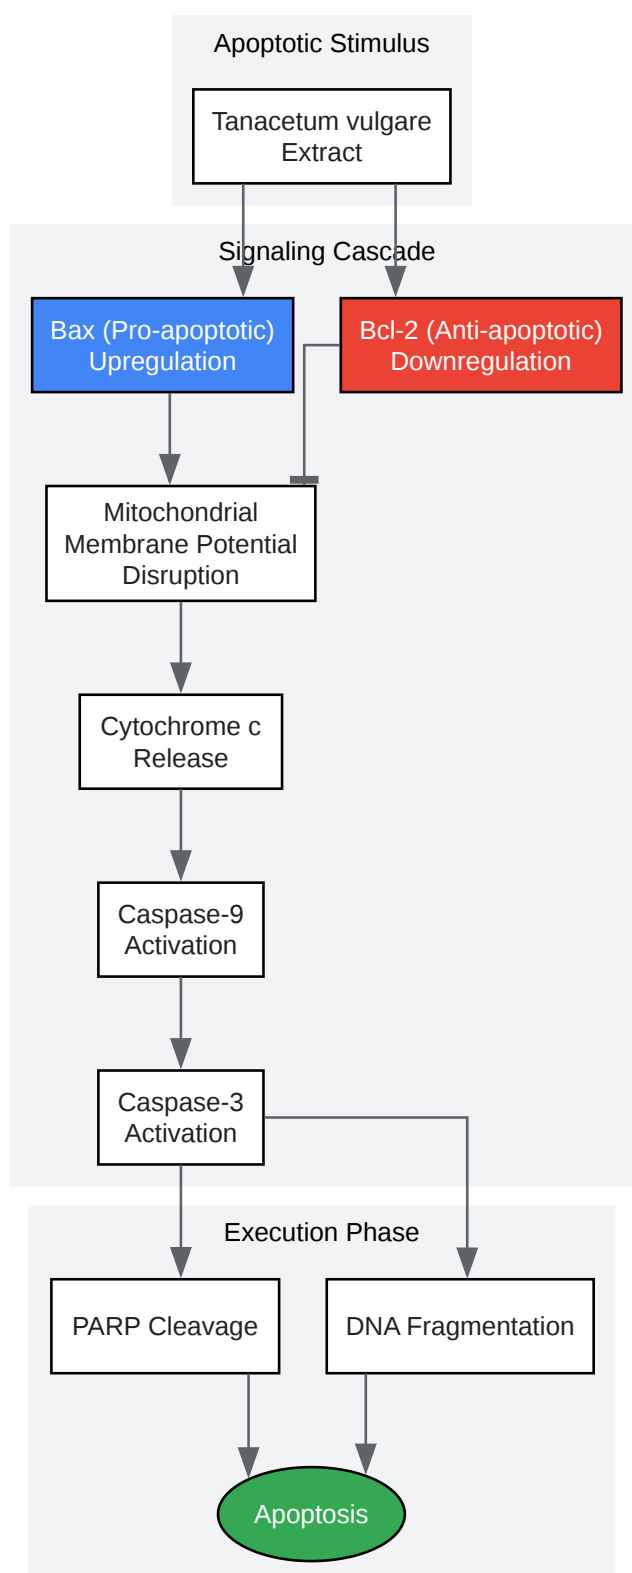 Apoptotic Stimulus
Tanacetum vulgare
Extract
Signaling Cascade
Bax (Pro-apoptotic)
Upregulation
Bcl-2 (Anti-apoptotic)
Downregulation
Mitochondrial
Membrane Potential
Disruption
Cytochrome c
Release
Caspase-9
Activation
Caspase-3
Activation
Execution Phase
PARP Cleavage
DNA Fragmentation
Apoptosis